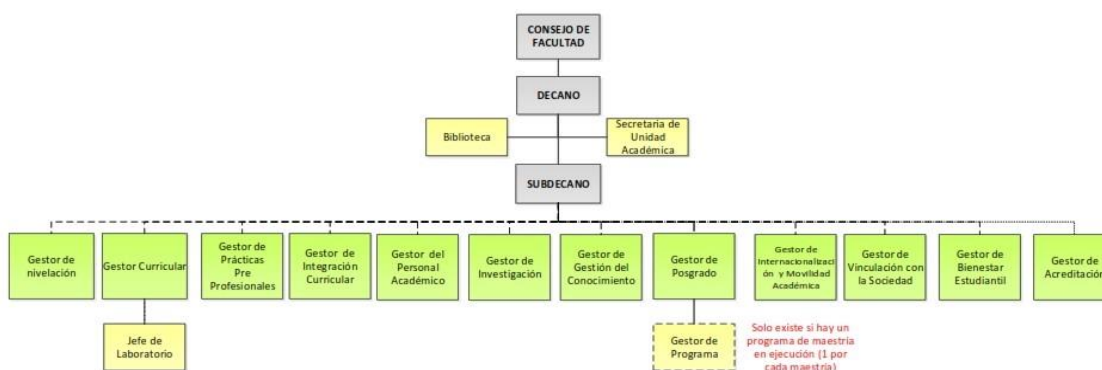 CONSEJO DE
FACULTAD
DECANO
Biblioteca
Secretaria de
Unidad
Académica
SUBDECANO
Gestor de
nivelación
Gestor Curricular
Gestor de
Prácticas
Pre
Profesionales
Gestor de
Integración
Curricular
Gestor del
Personal
Académico
Gestor de
Investigación
Gestor de
Gestión del
Conocimiento
Gestor de
Posgrado
Gestor de
Internacionalizaci
ón y Movilidad
Académica
Gestor de
Vinculación con
la Sociedad
Gestor de
Bienestar
Estudiantil
Gestor de
Acreditación
Jefe de
Laboratorio
Gestor de
Programa
Solo existe si hay un
programa de maestría
en ejecución (1 por
cada maestría)